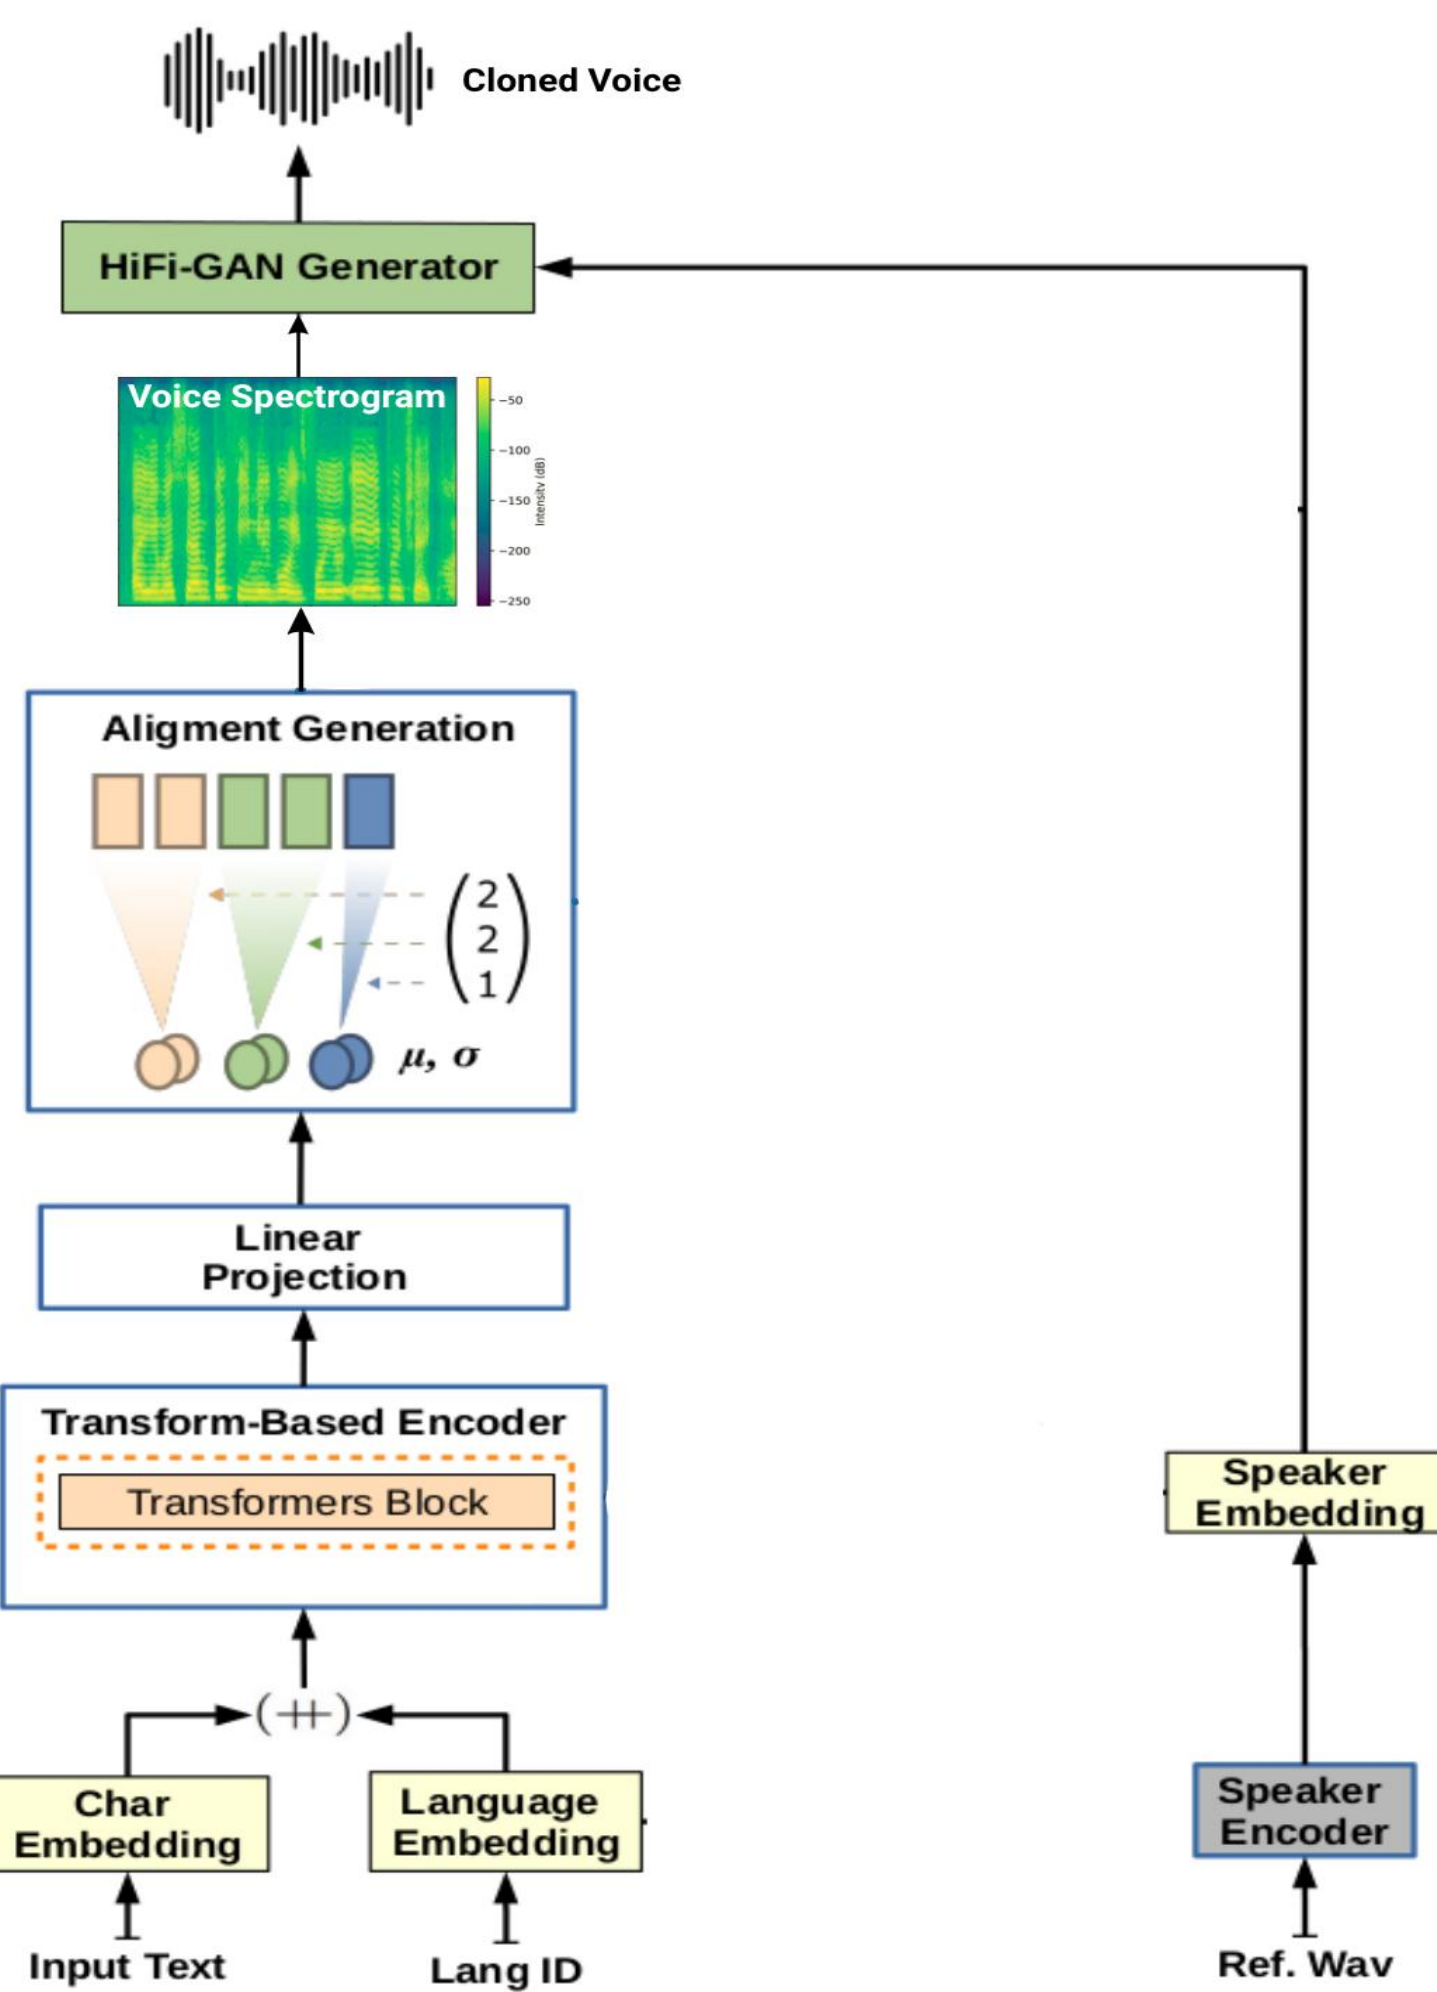 Cloned Voice
HiFi-GAN Generator
Voice Spectrogram
−50
−100
−150
−200
−250
Intensity (dB)
Aligment Generation
2
2
1
μ, σ
Linear
Projection
Transform-Based Encoder
Transformers Block
(++)
Char
Embedding
Language
Embedding
Input Text
Lang ID
Speaker
Embedding
Speaker
Encoder
Ref. Wav